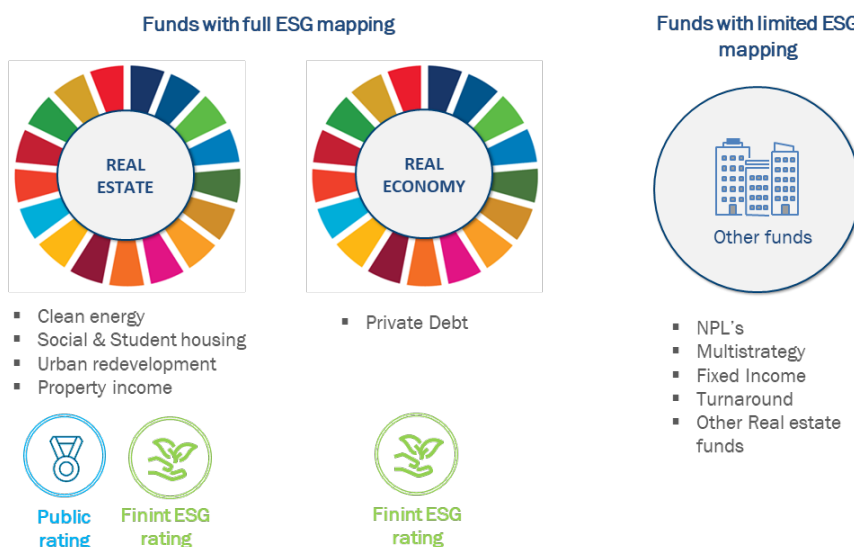 Funds with full ESG mapping
REAL
ESTATE
▪ Clean energy
▪ Social & Student housing
▪ Urban redevelopment
▪ Property income
Public
rating
Finint ESG
rating
REAL
ECONOMY
▪ Private Debt
Finint ESG
rating
Funds with limited ESG
mapping
Other funds
▪ NPL's
▪ Multistrategy
▪ Fixed Income
▪ Turnaround
▪ Other Real estate
funds